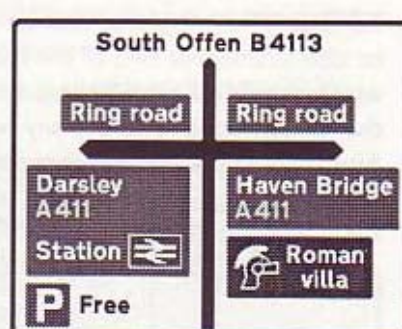 South Offen B4113
Ring road
Ring road
Darsley
A411
Station
P Free
Haven Bridge
A411
Roman
villa